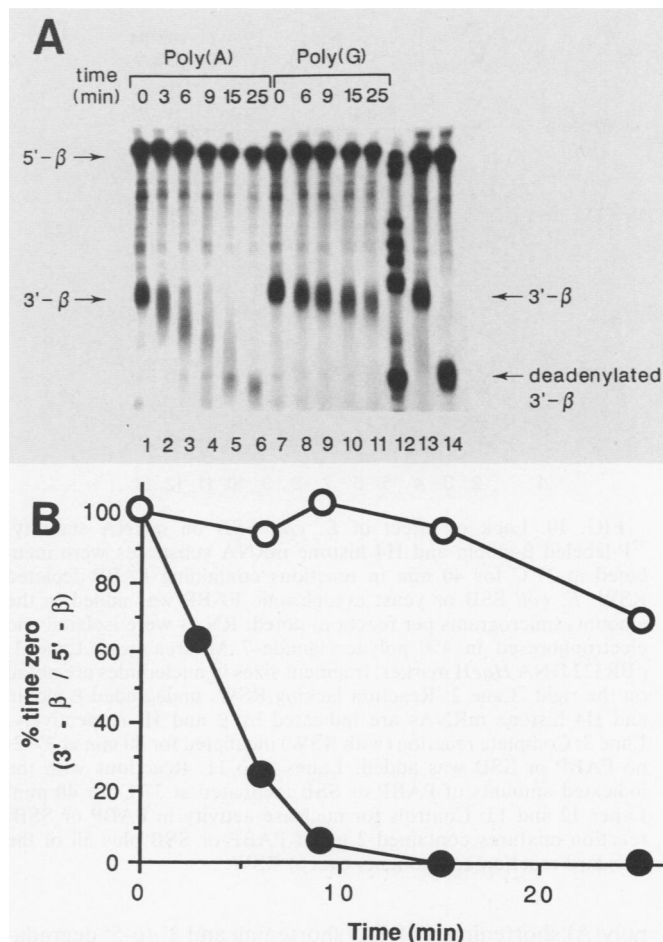 A
Poly(A) Poly(G)
time (min) 0 3 6 9 15 25 0 6 9 15 25
5'-β
3'-β
3'-β
deadenylated 3'-β
1 2 3 4 5 6 7 8 9 10 11 12 13 14
B
% time zero
(3' - β ÷ 5' - β)
100
80
60
40
20
0
0 10 20
Time (min)